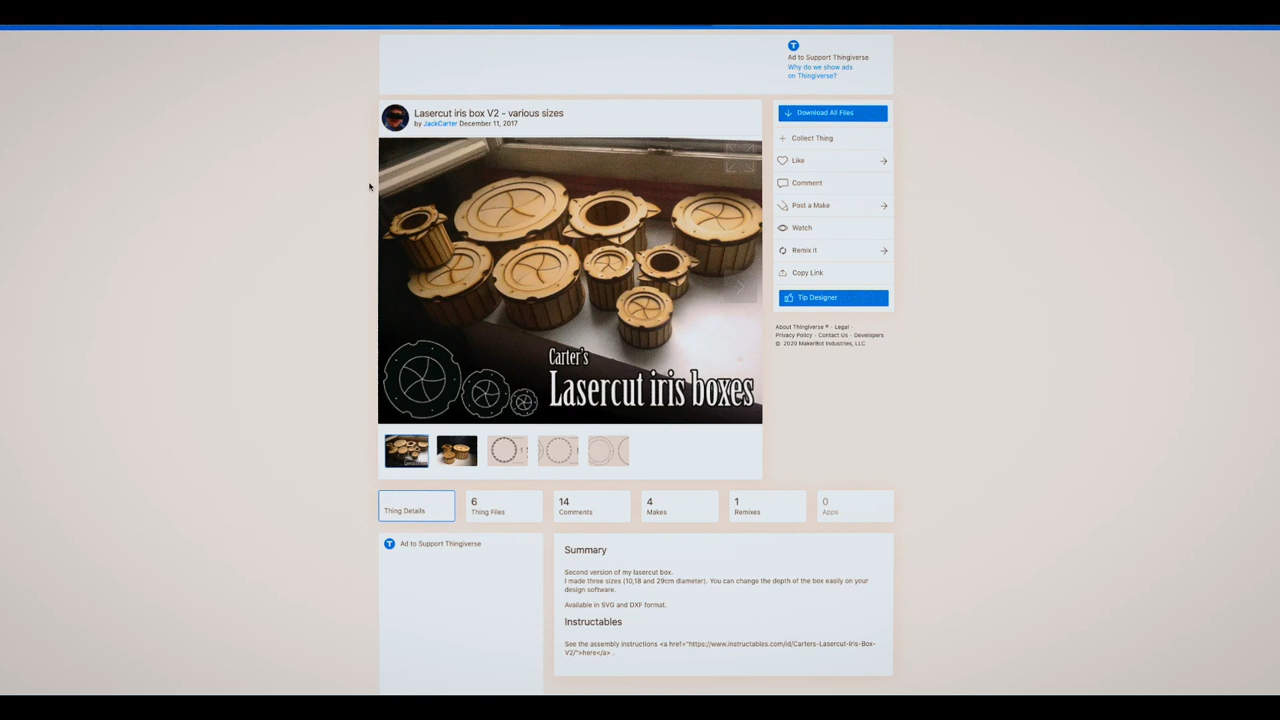 Ad to Support Thingiverse
Why do we show ads
on Thingiverse?
Lasercut iris box V2 - various sizes
by JackCarter December 11, 2017
Carter's
Lasercut iris boxes
Download All Files
Collect Thing
Like
Comment
Post a Make
Watch
Remix it
Copy Link
Tip Designer
About Thingiverse ® · Legal ·
Privacy Policy · Contact Us · Developers
© 2020 MakerBot Industries, LLC
Thing Details
6
Thing Files
14
Comments
4
Makes
1
Remixes
0
Apps
Ad to Support Thingiverse
Summary
Second version of my lasercut box.
I made three sizes (10,18 and 29cm diameter). You can change the depth of the box easily on your
design software.
Available in SVG and DXF format.
Instructables
See the assembly instructions <a href="https://www.instructables.com/id/Carters-Lasercut-Iris-Box-
V2/">here</a> .